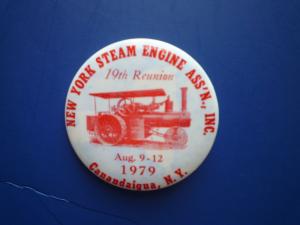 NEW YORK STEAM ENGINE ASS'N., INC.
19th Reunion
Aug. 9-12
1979
Canandaigua, N.Y.